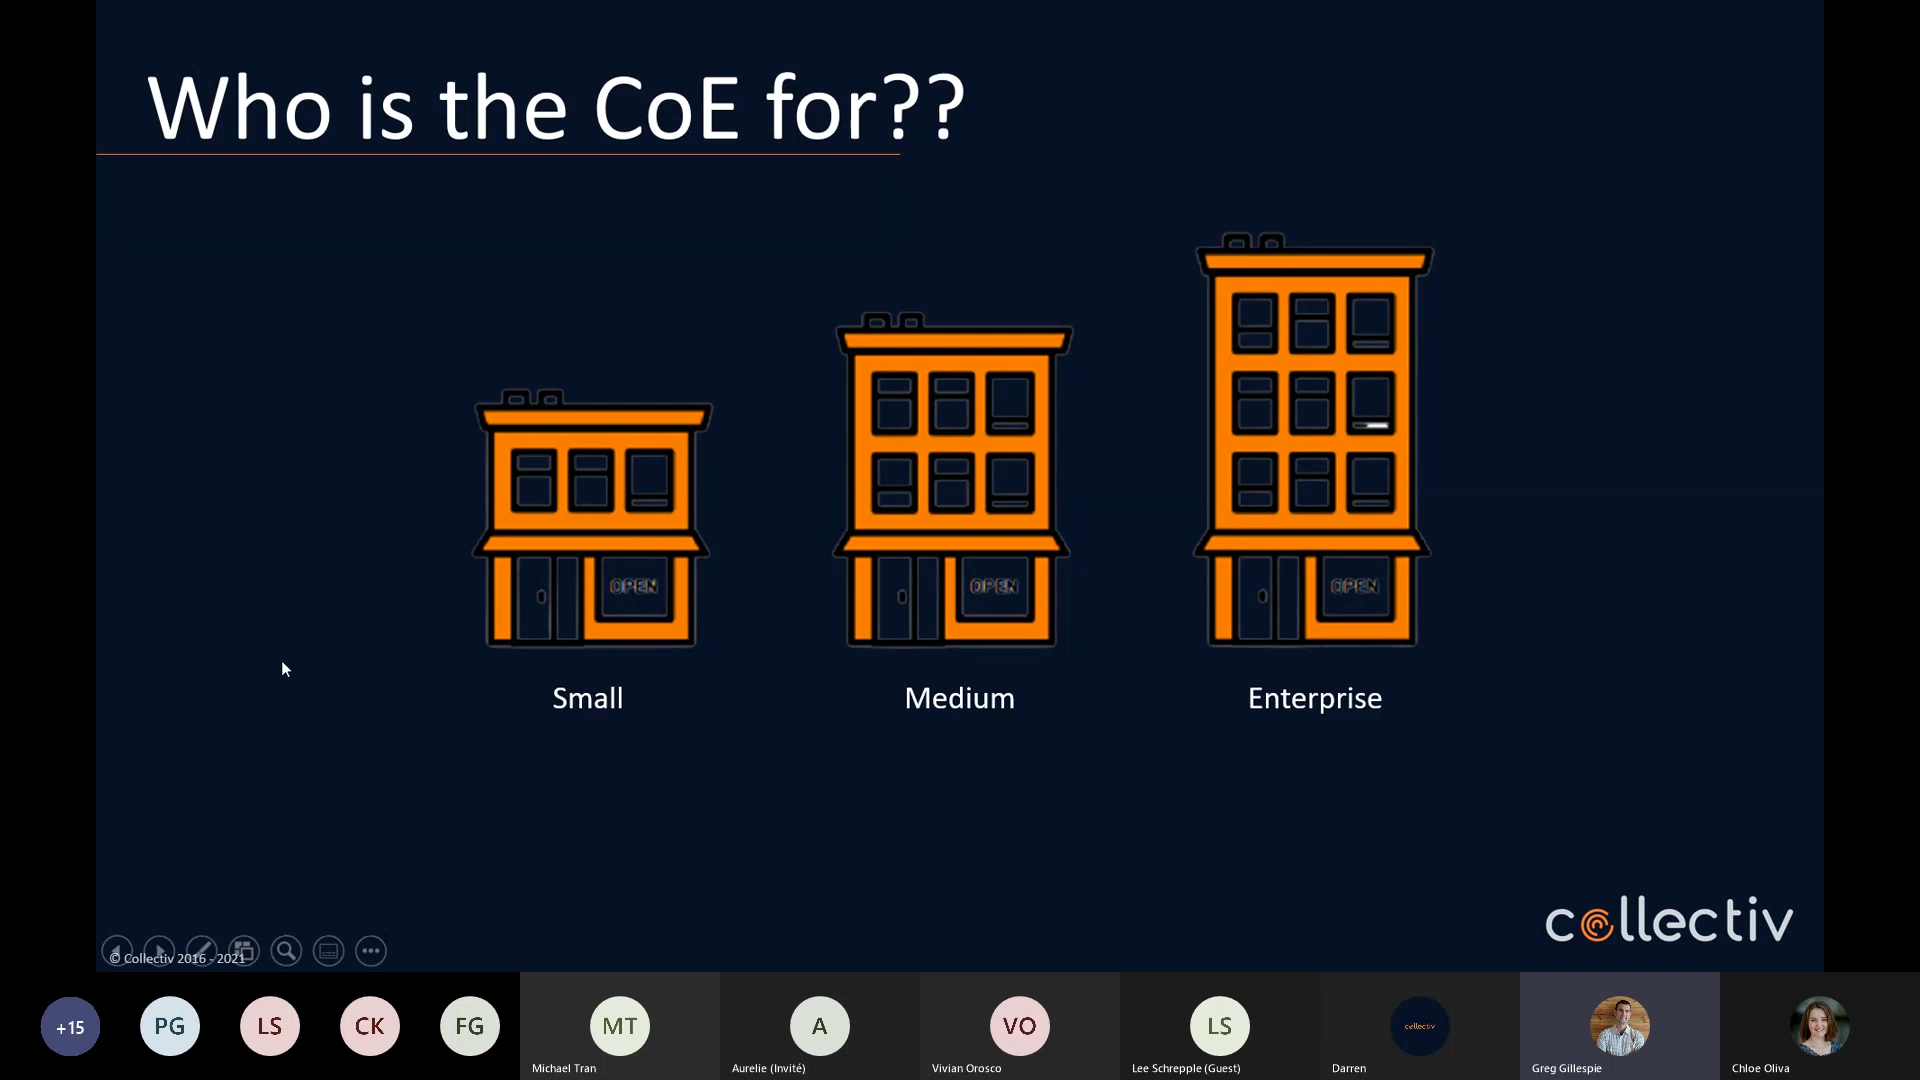 Who is the CoE for??
OPEN
OPEN
OPEN
Small
Medium
Enterprise
collectiv
© Collectiv 2016 - 2021
+15
PG
LS
CK
FG
MT
A
VO
LS
collectiv
Michael Tran
Aurelie (Invité)
Vivian Orosco
Lee Schrepple (Guest)
Darren
Greg Gillespie
Chloe Oliva